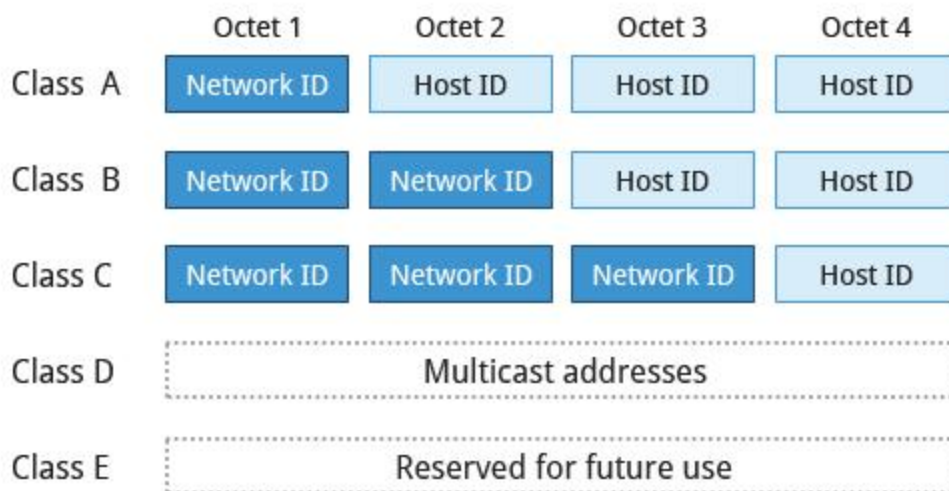 Octet 1 Octet 2 Octet 3 Octet 4
Class A Network ID Host ID Host ID Host ID
Class B Network ID Network ID Host ID Host ID
Class C Network ID Network ID Network ID Host ID
Class D Multicast addresses
Class E Reserved for future use